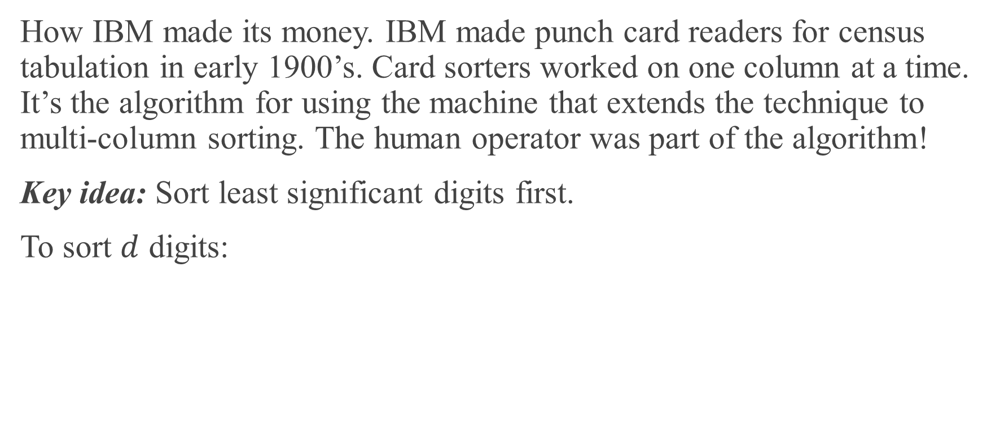 How IBM made its money. IBM made punch card readers for census
tabulation in early 1900’s. Card sorters worked on one column at a time.
It’s the algorithm for using the machine that extends the technique to
multi-column sorting. The human operator was part of the algorithm!
Key idea: Sort least significant digits first.
To sort d digits: